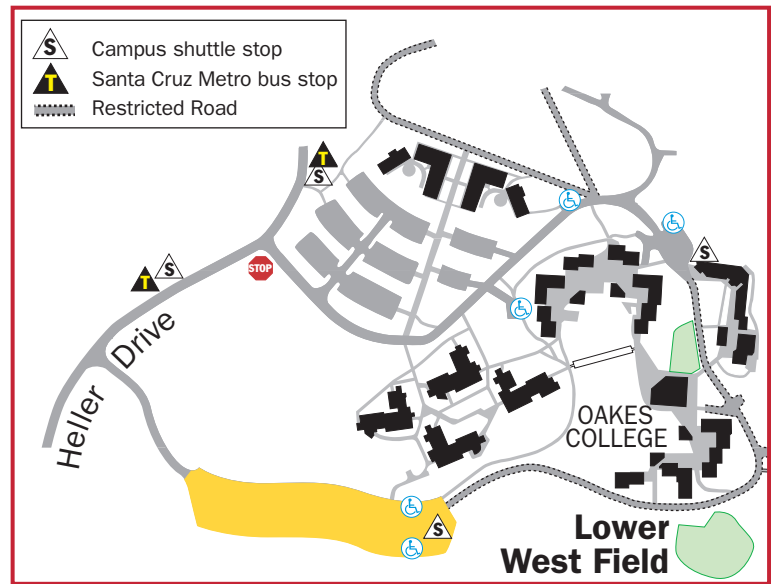 S Campus shuttle stop
T Santa Cruz Metro bus stop
Restricted Road
T
S
S
T
STOP
S
Heller Drive
OAKES
COLLEGE
S
Lower
West Field